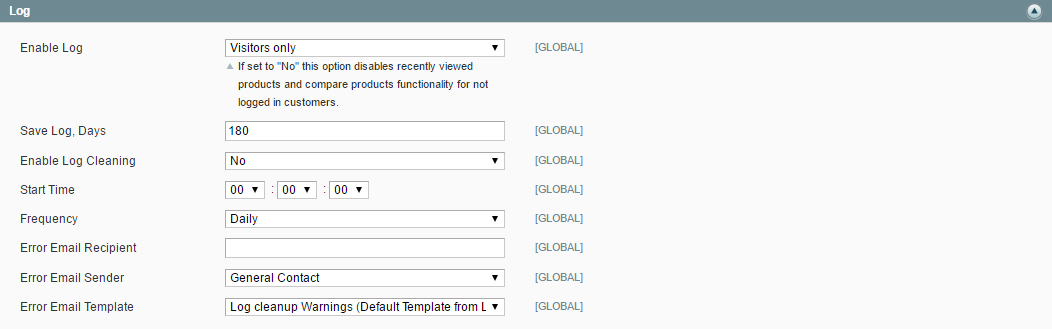 Log
Enable Log Visitors only [GLOBAL]
If set to "No" this option disables recently viewed
products and compare products functionality for not
logged in customers.
Save Log, Days 180 [GLOBAL]
Enable Log Cleaning No [GLOBAL]
Start Time 00 : 00 : 00 [GLOBAL]
Frequency Daily [GLOBAL]
Error Email Recipient [GLOBAL]
Error Email Sender General Contact [GLOBAL]
Error Email Template Log cleanup Warnings (Default Template from L [GLOBAL]